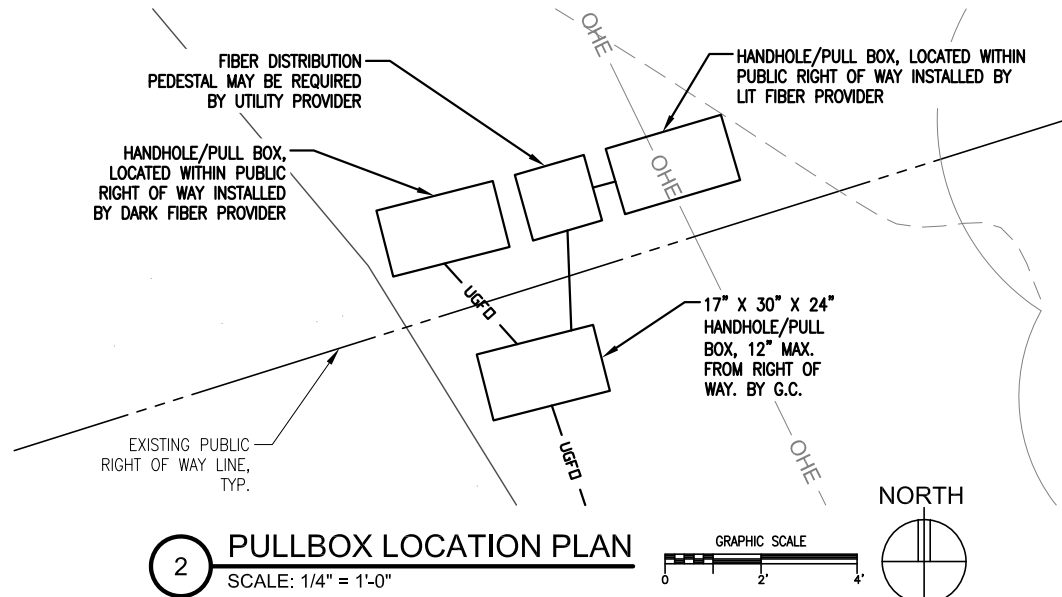 OHE
FIBER DISTRIBUTION
PEDESTAL MAY BE REQUIRED
BY UTILITY PROVIDER
HANDHOLE/PULL BOX, LOCATED WITHIN
PUBLIC RIGHT OF WAY INSTALLED BY
LIT FIBER PROVIDER
HANDHOLE/PULL BOX,
LOCATED WITHIN PUBLIC
RIGHT OF WAY INSTALLED
BY DARK FIBER PROVIDER
OHE
UGFO
17" X 30" X 24"
HANDHOLE/PULL
BOX, 12" MAX.
FROM RIGHT OF
WAY. BY G.C.
EXISTING PUBLIC
RIGHT OF WAY LINE,
TYP.
UGFO
OHE
NORTH
2
PULLBOX LOCATION PLAN
SCALE: 1/4" = 1'-0"
GRAPHIC SCALE
0 2' 4'